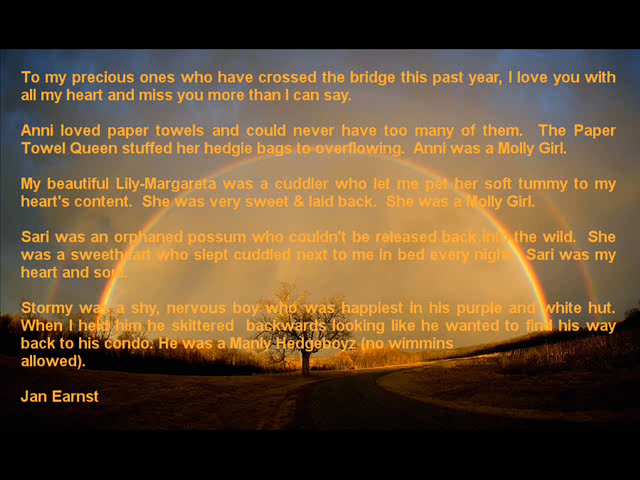 To my precious ones who have crossed the bridge this past year, I love you with
all my heart and miss you more than I can say.
Anni loved paper towels and could never have too many of them. The Paper
Towel Queen stuffed her hedgie bags to overflowing. Anni was a Molly Girl.
My beautiful Lily-Margareta was a cuddler who let me pet her soft tummy to my
heart's content. She was very sweet & laid back. She was a Molly Girl.
Sari was an orphaned possum who couldn't be released back into the wild. She
was a sweetheart who slept cuddled next to me in bed every night. Sari was my
heart and soul.
Stormy was a shy, nervous boy who was happiest in his purple and white hut.
When I held him he skittered backwards looking like he wanted to find his way
back to his condo. He was a Manly Hedgeboyz (no wimmins
allowed).
Jan Earnst